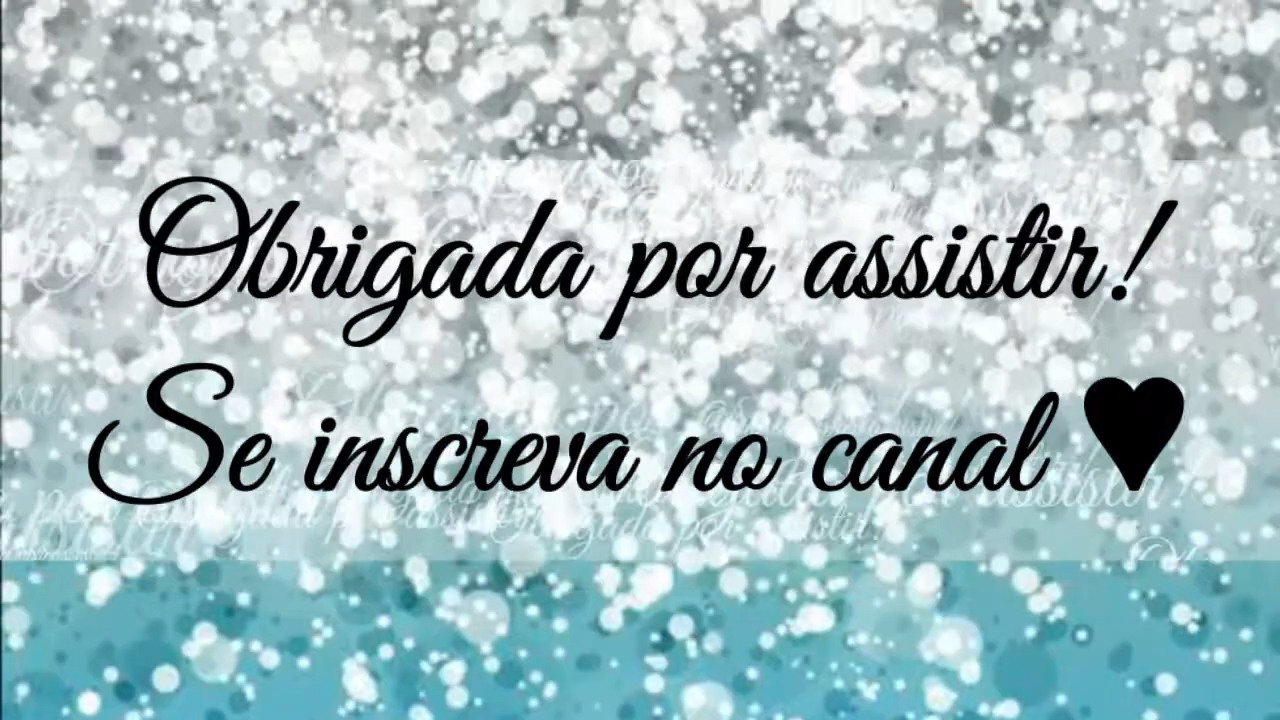 Obrigada por assistir!
Se inscreva no canal ♥